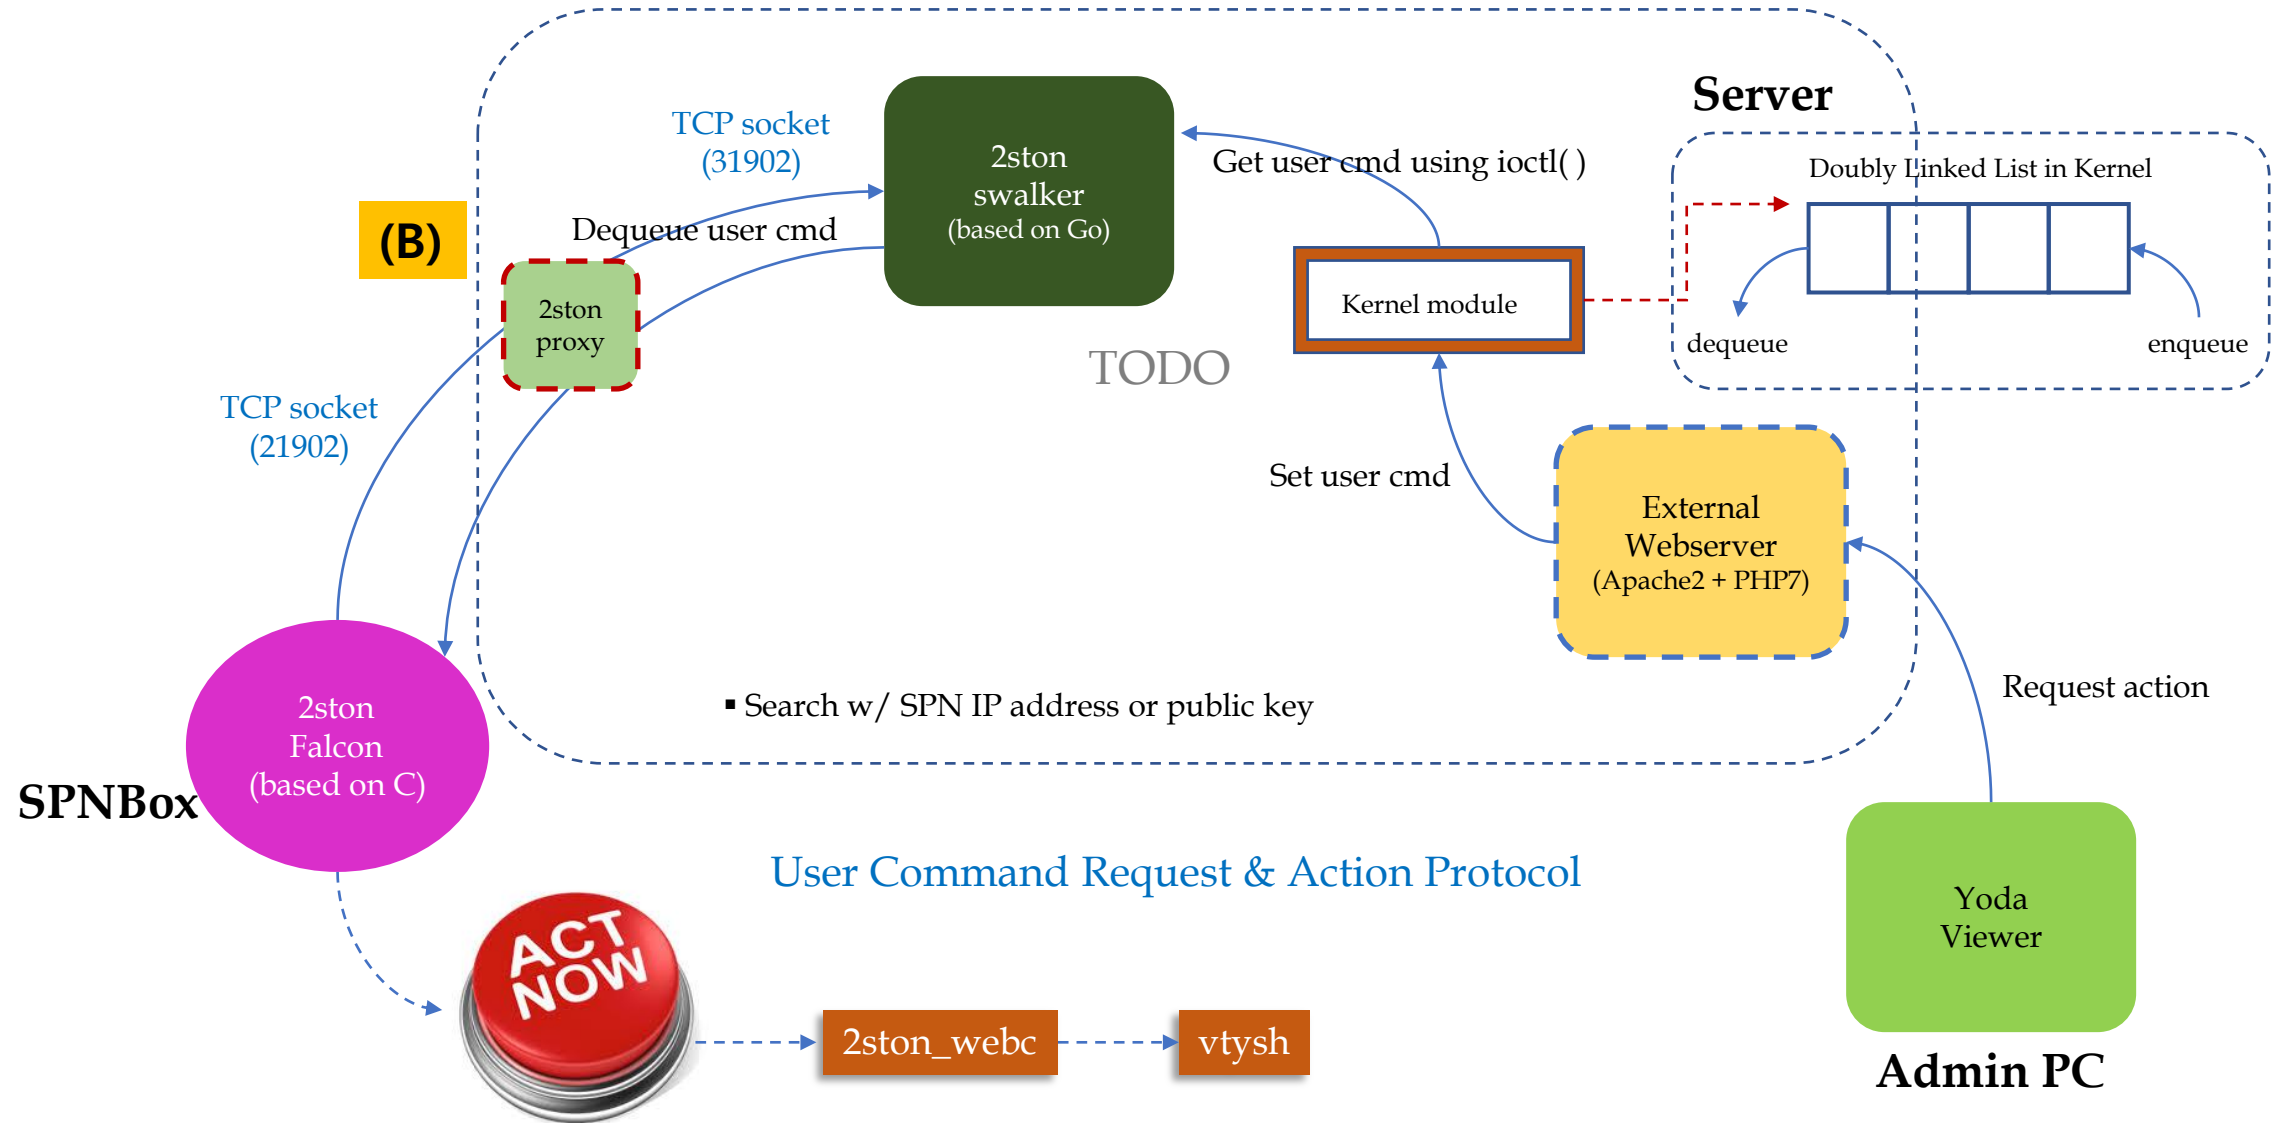 Server
TCP socket
(31902)
2ston
swalker
(based on Go)
Get user cmd using ioctl( )
Doubly Linked List in Kernel
(B)
Dequeue user cmd
2ston
proxy
Kernel module
dequeue
enqueue
TODO
TCP socket
(21902)
Set user cmd
External
Webserver
(Apache2 + PHP7)
Request action
▪ Search w/ SPN IP address or public key
2ston
Falcon
(based on C)
SPNBox
User Command Request & Action Protocol
Yoda
Viewer
ACT
NOW
2ston_webc
vtysh
Admin PC